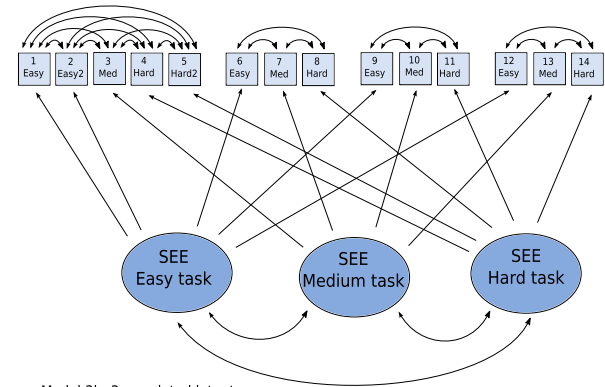 1
Easy
2
Easy2
3
Med
4
Hard
5
Hard2
6
Easy
7
Med
8
Hard
9
Easy
10
Med
11
Hard
12
Easy
13
Med
14
Hard
SEE
Easy task
SEE
Medium task
SEE
Hard task